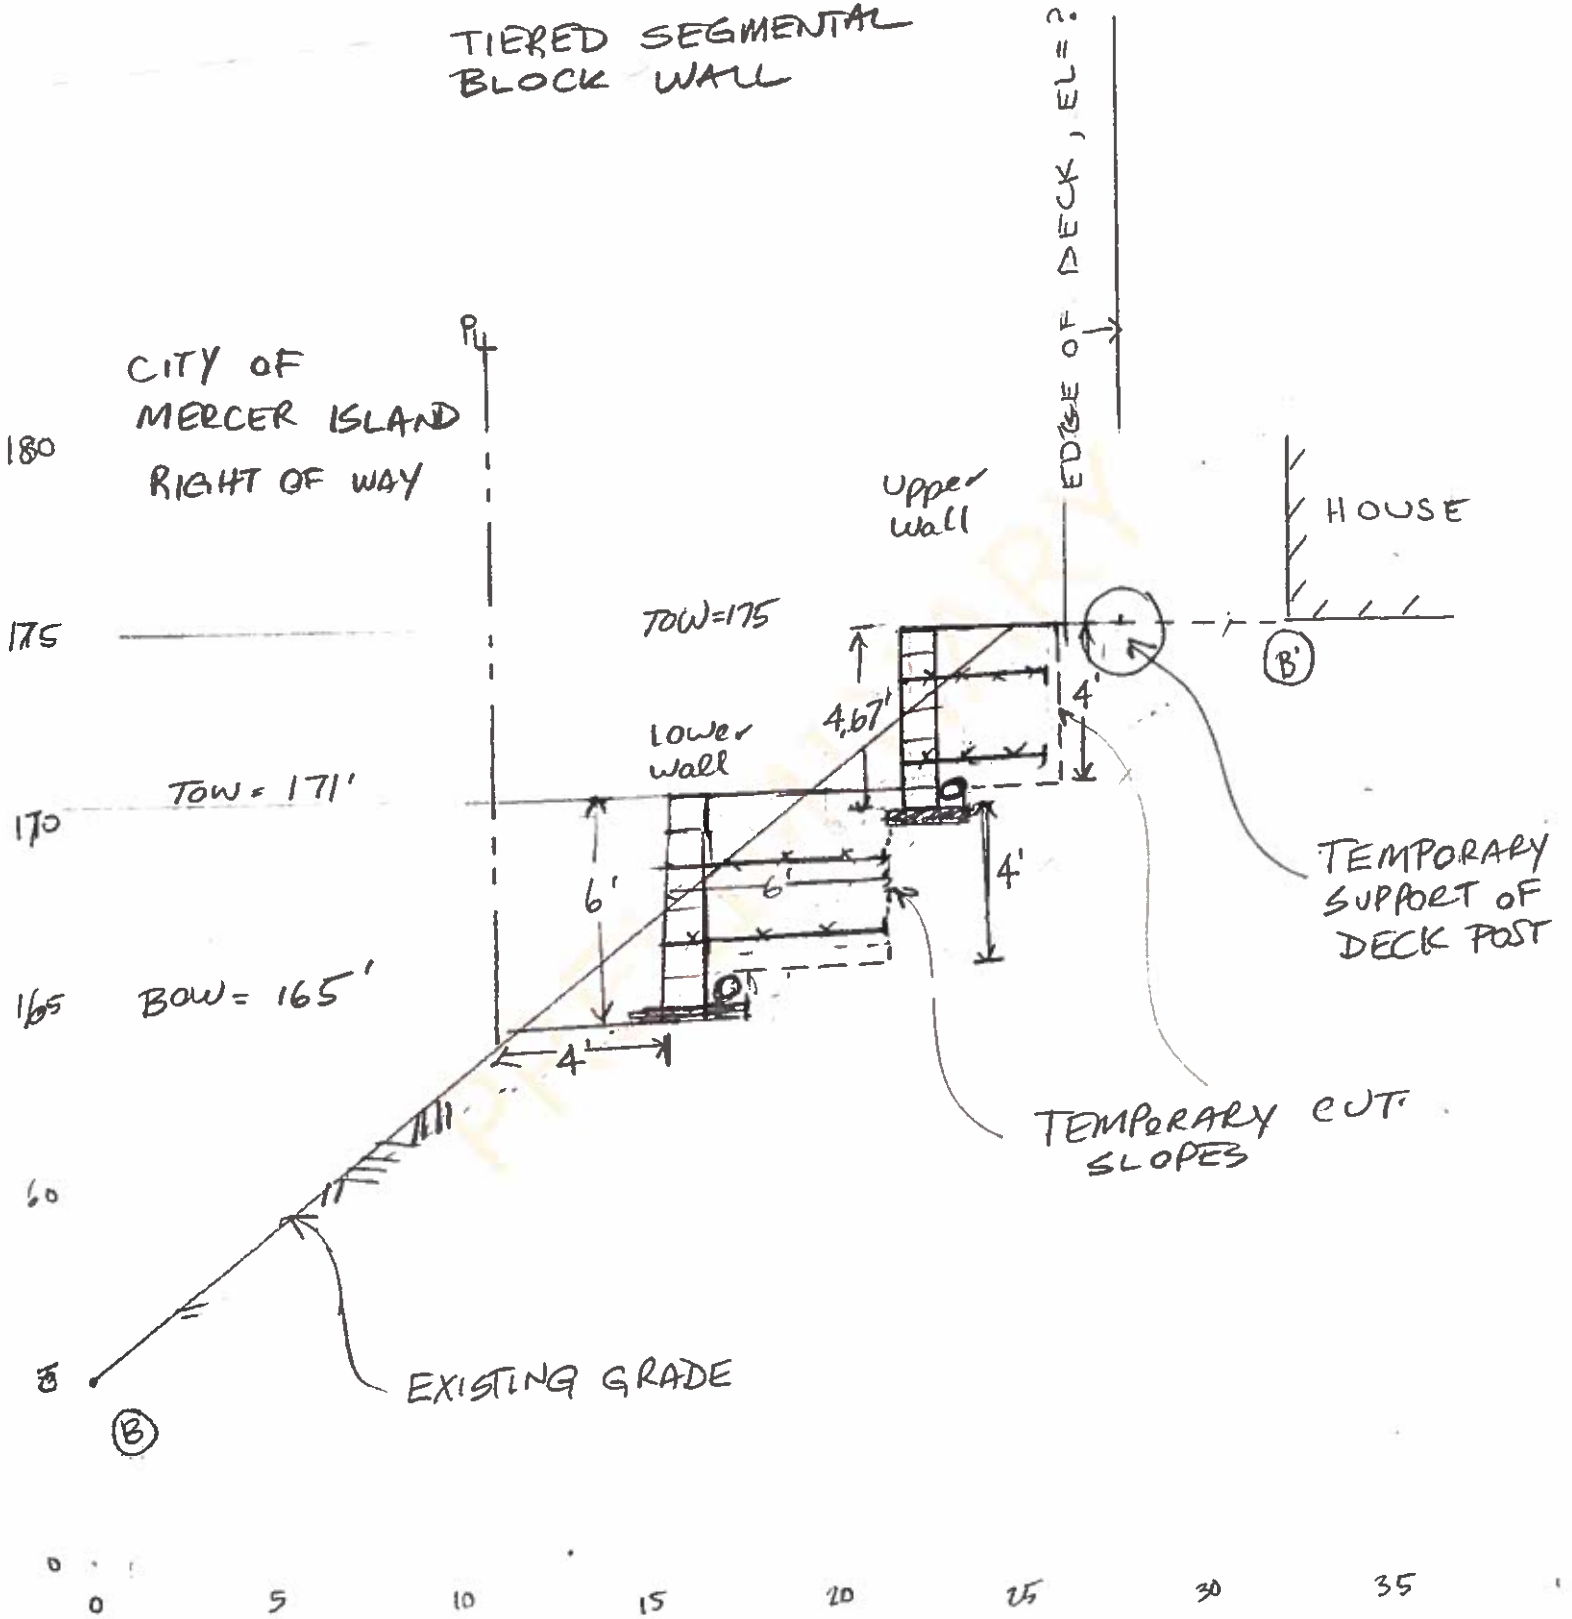 TIERED SEGMENTAL
BLOCK WALL
EDGE OF DECK, EL=?
PL
CITY OF
MERCER ISLAND
RIGHT OF WAY
180
Upper
Wall
HOUSE
175
TOW=175
B'
4'
4.67'
Lower
Wall
TOW = 171'
170
6'
6'
4'
TEMPORARY
SUPPORT OF
DECK POST
165
BOW = 165'
4'
TEMPORARY CUT
SLOPES
60
EXISTING GRADE
B
0
0 5 10 15 20 25 30 35
PRELIMINARY